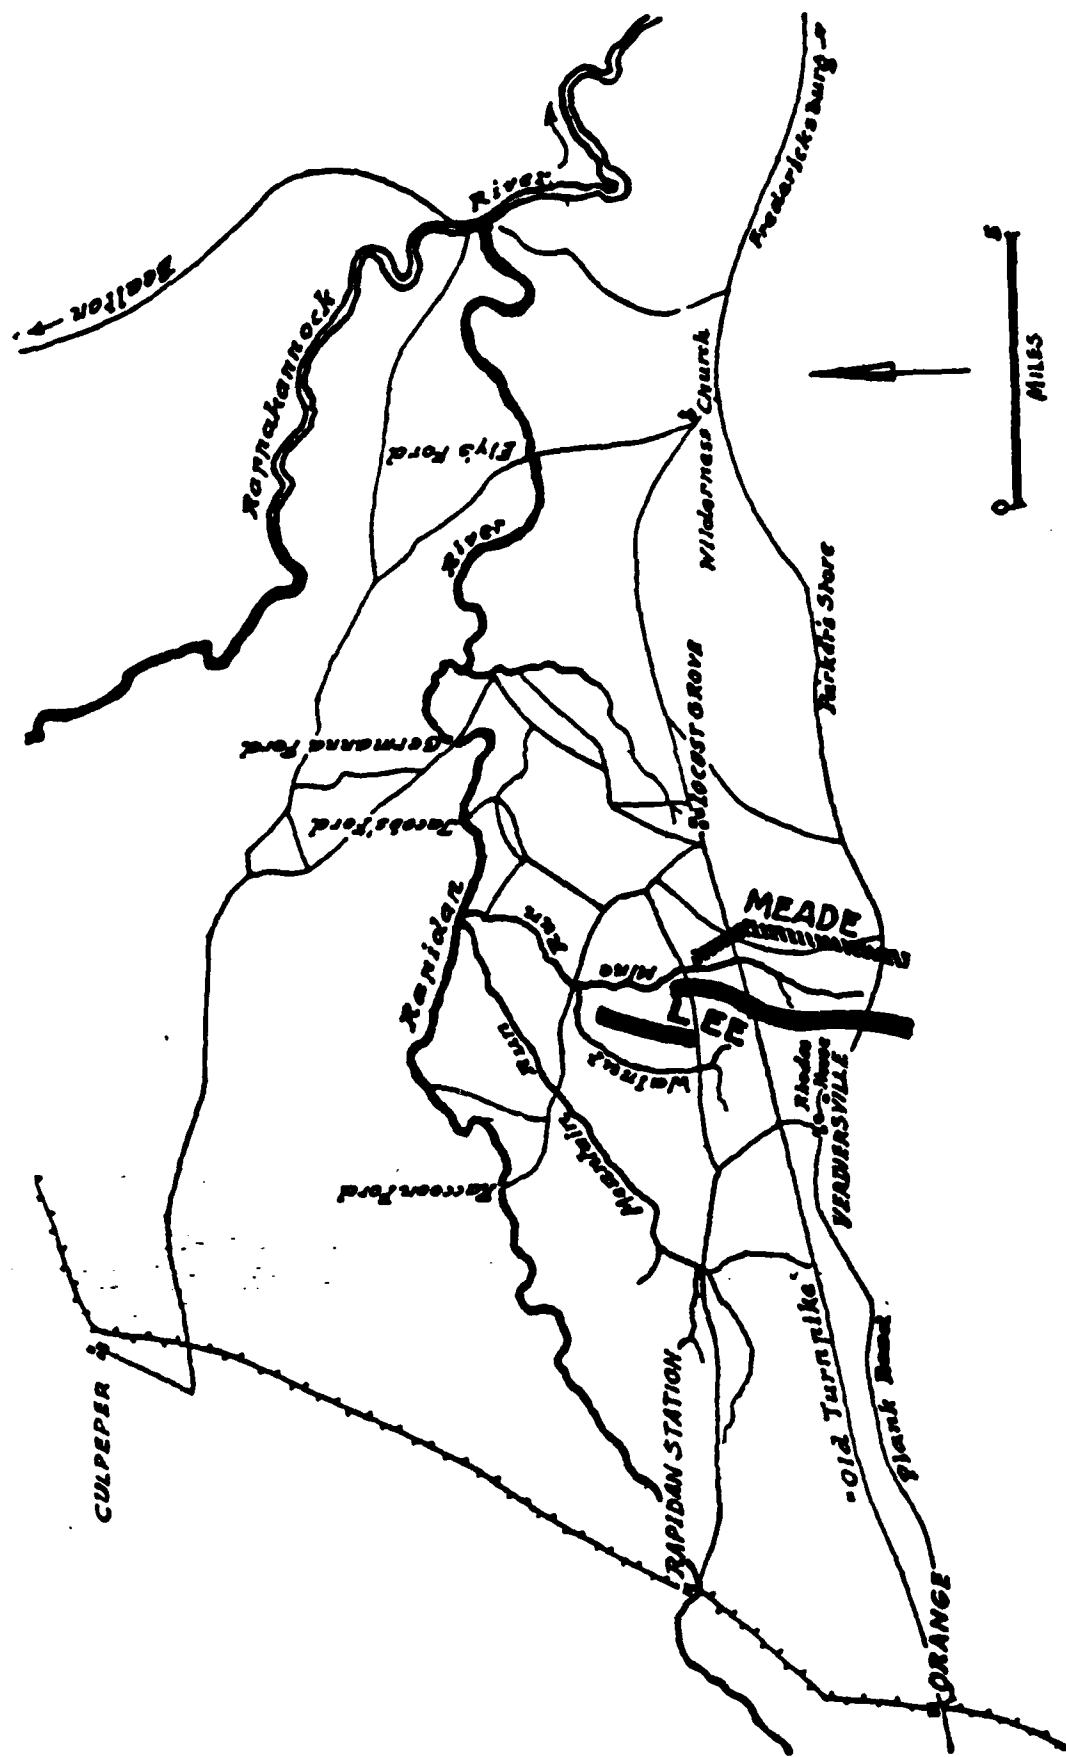 Bealton
Rappahannock
River
Fredericksburg
Ely's Ford
River
Wilderness Church
5
MILES
0
Germanna Ford
Jacobs' Ford
LOCUST GROVE
Parker's Store
Rapidan
Run
Mine
MEADE
LEE
Walnut
Run
Mountain
Raccoon Ford
Rhodes
House
VERDIERSVILLE
CULPEPER
RAPIDAN STATION
"Old Turnpike"
Plank Road
ORANGE